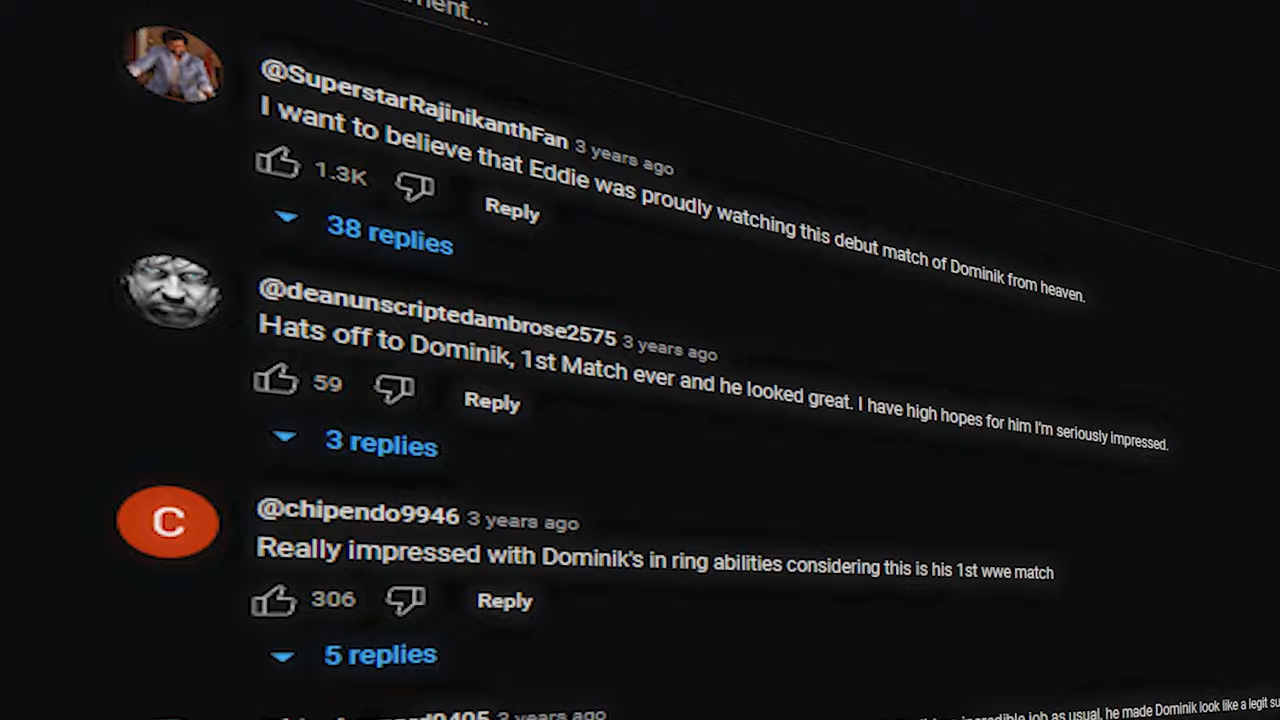 @SuperstarRajinikanthFan 3 years ago
I want to believe that Eddie was proudly watching this debut match of Dominik from heaven.
1.3K Reply
38 replies
@deanunscriptedambrose2575 3 years ago
Hats off to Dominik, 1st Match ever and he looked great. I have high hopes for him I'm seriously impressed.
59 Reply
3 replies
C
@chipendo9946 3 years ago
Really impressed with Dominik's in ring abilities considering this is his 1st wwe match
306 Reply
5 replies
3 years ago
job as usual, he made Dominik look like a legit